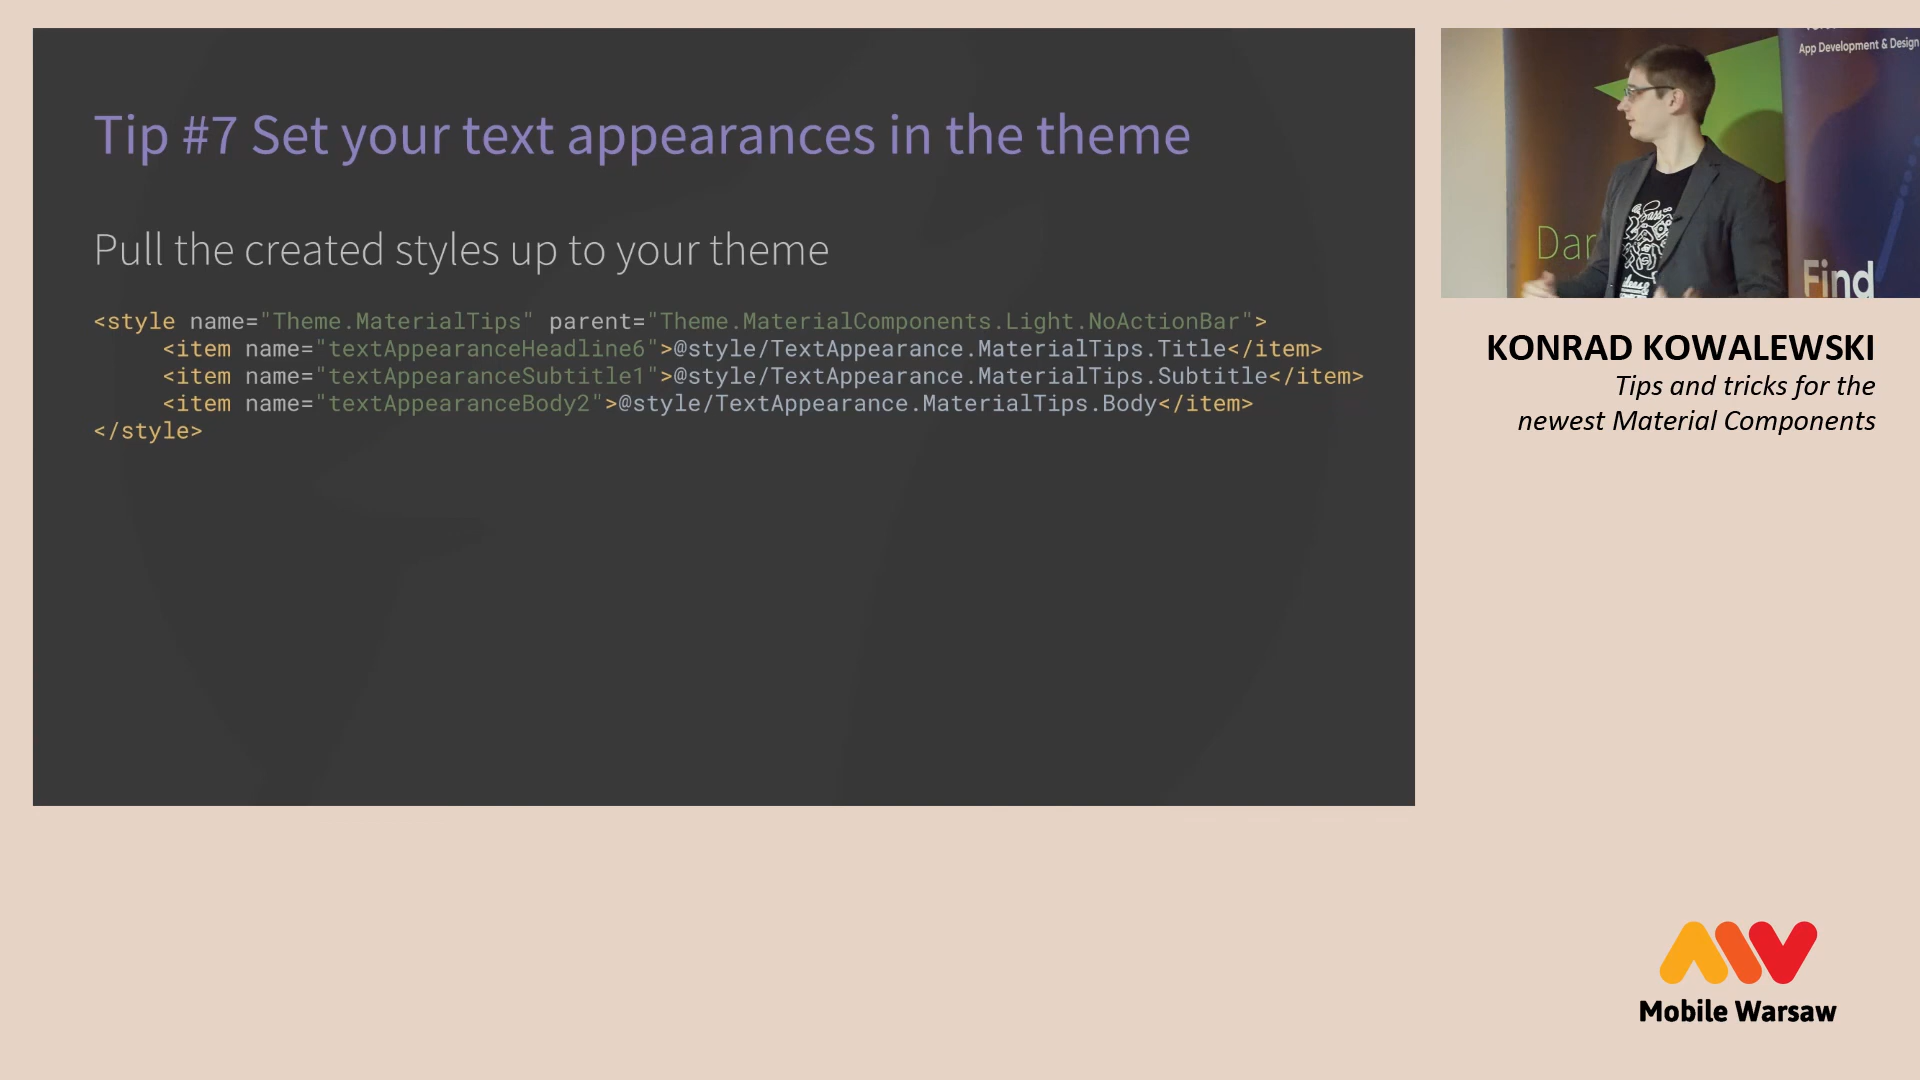 Tip #7 Set your text appearances in the theme
Pull the created styles up to your theme
<style name="Theme.MaterialTips" parent="Theme.MaterialComponents.Light.NoActionBar">
<item name="textAppearanceHeadline6">@style/TextAppearance.MaterialTips.Title</item>
<item name="textAppearanceSubtitle1">@style/TextAppearance.MaterialTips.Subtitle</item>
<item name="textAppearanceBody2">@style/TextAppearance.MaterialTips.Body</item>
</style>
App Development & Design
Dar
Find
KONRAD KOWALEWSKI
Tips and tricks for the
newest Material Components
Mobile Warsaw